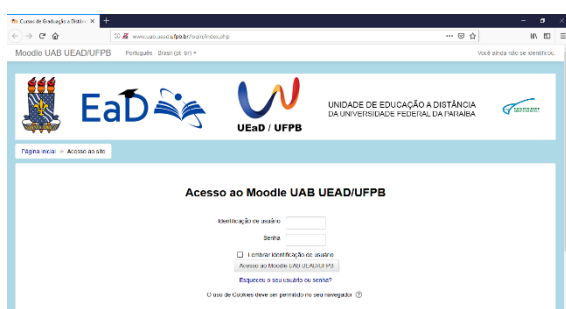 Cursos de Graduação a Distânc
www.uab.uead.ufpb.br/login/index.php
Moodle UAB UEAD/UFPB
Português - Brasil (pt_br)
Você ainda não se identificou.
EaD
UEaD / UFPB
UNIDADE DE EDUCAÇÃO A DISTÂNCIA
DA UNIVERSIDADE FEDERAL DA PARAÍBA
Página inicial
Acesso ao site
Acesso ao Moodle UAB UEAD/UFPB
Identificação de usuário
Senha
Lembrar identificação de usuário
Acesso ao Moodle UAB UEAD/UFPB
Esqueceu o seu usuário ou senha?
O uso de Cookies deve ser permitido no seu navegador